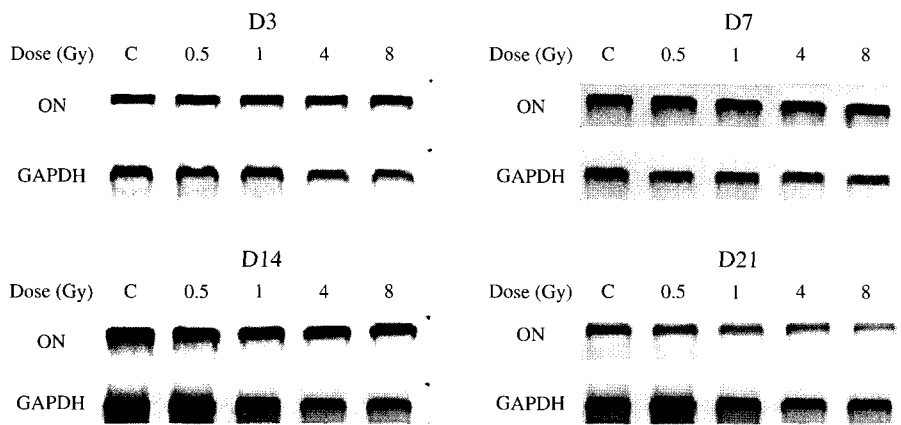 D3
Dose (Gy) C 0.5 1 4 8
ON
GAPDH
D7
Dose (Gy) C 0.5 1 4 8
ON
GAPDH
D14
Dose (Gy) C 0.5 1 4 8
ON
GAPDH
D21
Dose (Gy) C 0.5 1 4 8
ON
GAPDH